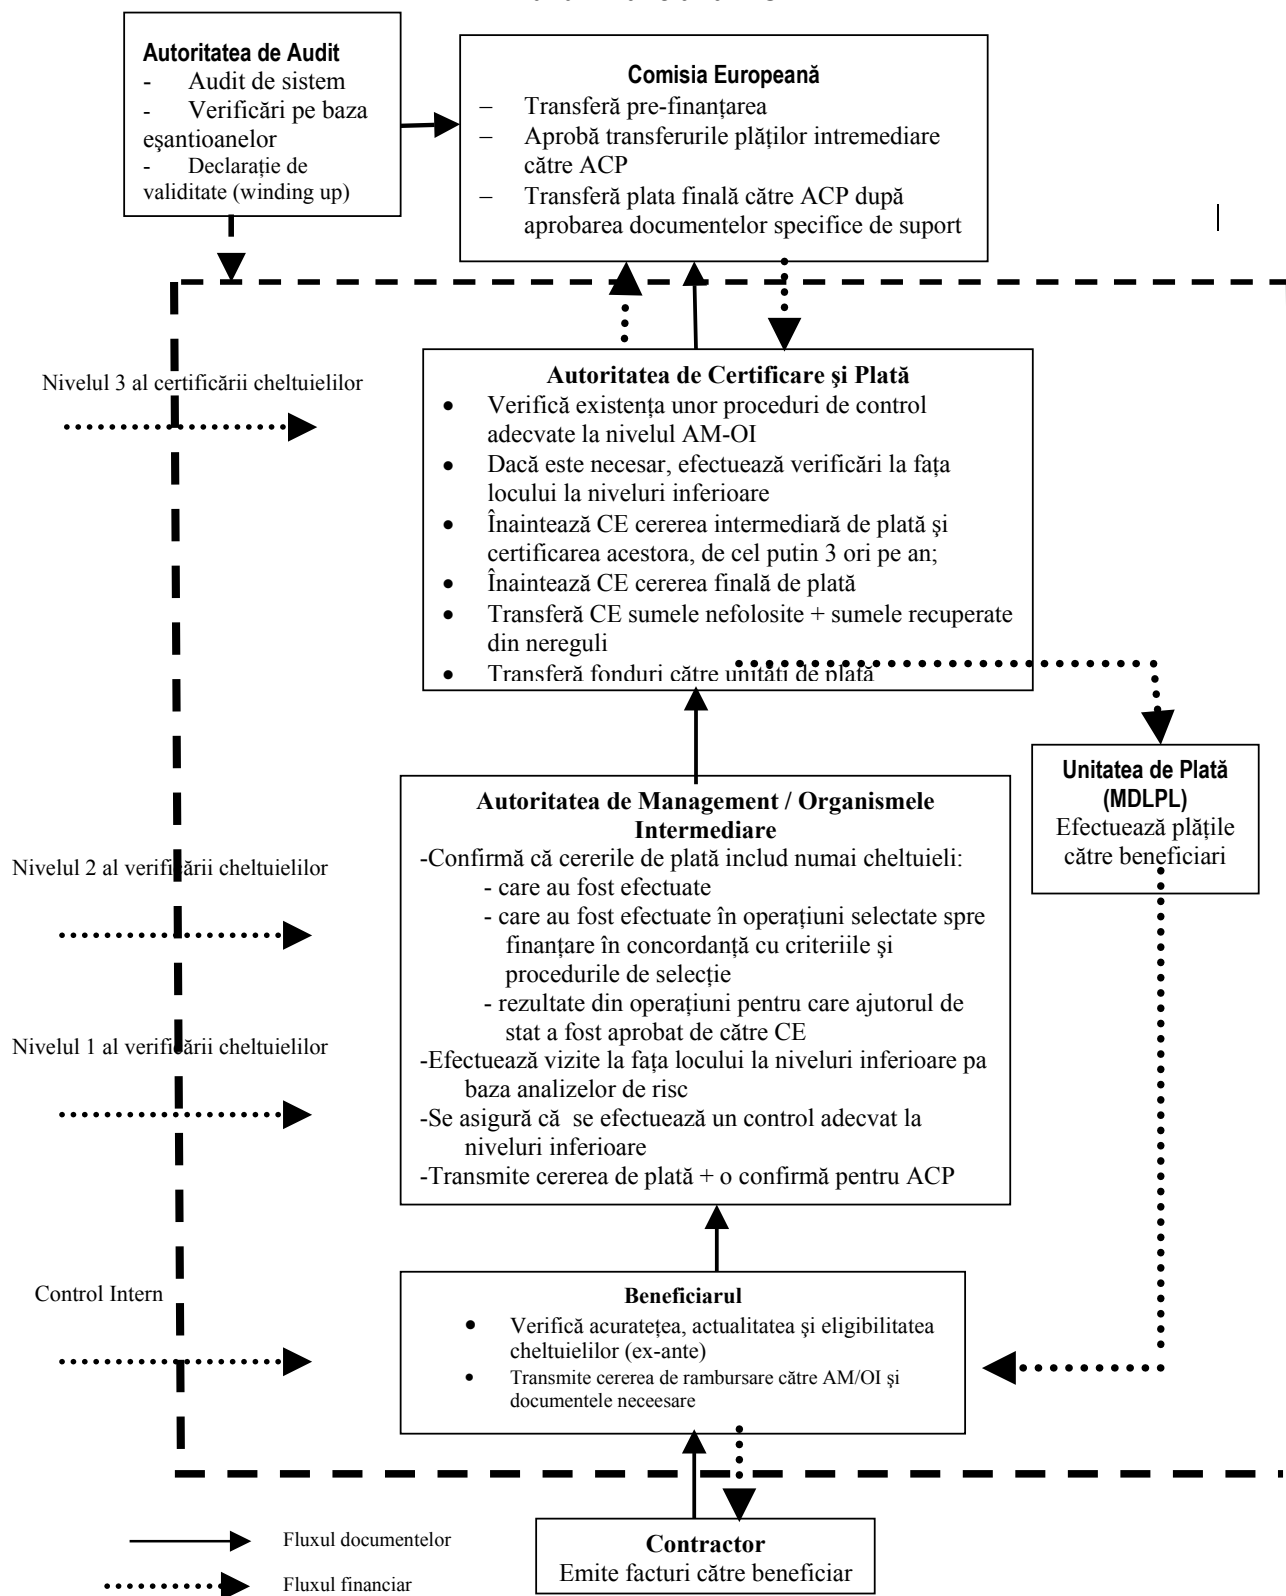 Autoritatea de Audit
- Audit de sistem
- Verificări pe baza
eşantioanelor
- Declaraţie de
validitate (winding up)
Comisia Europeană
– Transferă pre-finanţarea
– Aprobă transferurile plăţilor intremediare
către ACP
– Transferă plata finală către ACP după
aprobarea documentelor specifice de suport
Nivelul 3 al certificării cheltuielilor
Autoritatea de Certificare şi Plată
• Verifică existenţa unor proceduri de control
adecvate la nivelul AM-OI
• Dacă este necesar, efectuează verificări la faţa
locului la niveluri inferioare
• Înaintează CE cererea intermediară de plată şi
certificarea acestora, de cel putin 3 ori pe an;
• Înaintează CE cererea finală de plată
• Transferă CE sumele nefolosite + sumele recuperate
din nereguli
• Transferă fonduri către unităţi de plată
Unitatea de Plată
(MDLPL)
Efectuează plăţile
către beneficiari
Nivelul 2 al verificării cheltuielilor
Nivelul 1 al verificării cheltuielilor
Autoritatea de Management / Organismele
Intermediare
-Confirmă că cererile de plată includ numai cheltuieli:
- care au fost efectuate
- care au fost efectuate în operaţiuni selectate spre
finanţare în concordanţă cu criteriile şi
procedurile de selecţie
- rezultate din operaţiuni pentru care ajutorul de
stat a fost aprobat de către CE
-Efectuează vizite la faţa locului la niveluri inferioare pa
baza analizelor de risc
-Se asigură că se efectuează un control adecvat la
niveluri inferioare
-Transmite cererea de plată + o confirmă pentru ACP
Control Intern
Beneficiarul
• Verifică acurateţea, actualitatea şi eligibilitatea
cheltuielilor (ex-ante)
• Transmite cererea de rambursare către AM/OI şi
documentele neceesare
Contractor
Emite facturi către beneficiar
Fluxul documentelor
Fluxul financiar